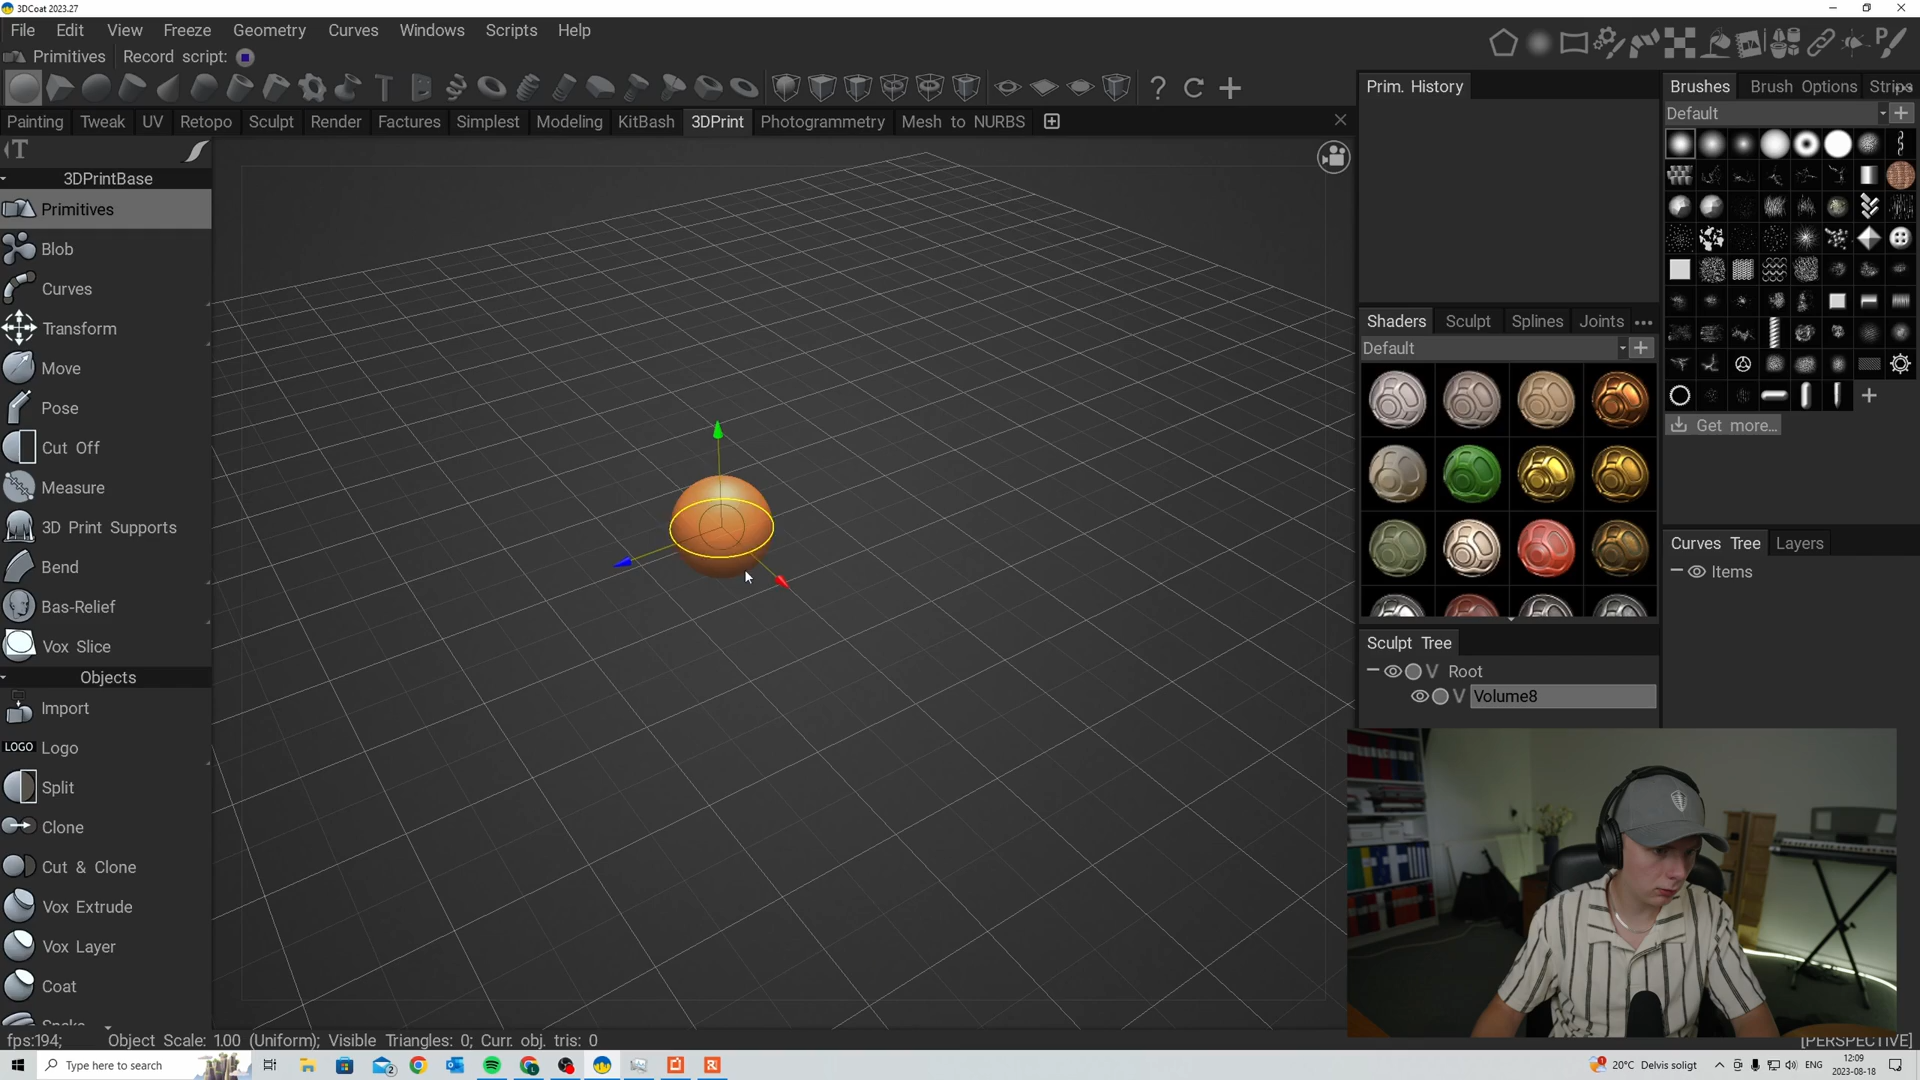 3DCoat 2023.27
File Edit View Freeze Geometry Curves Windows Scripts Help
Primitives Record script:
Painting Tweak UV Retopo Sculpt Render Factures Simplest Modeling KitBash 3DPrint Photogrammetry Mesh to NURBS
3DPrintBase
Primitives
Blob
Curves
Transform
Move
Pose
Cut Off
Measure
3D Print Supports
Bend
Bas-Relief
Vox Slice
Objects
Import
LOGO Logo
Split
Clone
Cut & Clone
Vox Extrude
Vox Layer
Coat
Prim. History
Shaders Sculpt Splines Joints
Default
Sculpt Tree
V Root
V Volume8
Brushes Brush Options
Default
Get more...
Curves Tree Layers
Items
fps:194; Object Scale: 1.00 (Uniform); Visible Triangles: 0; Curr. obj. tris: 0
[PERSPECTIVE]
Type here to search
20°C Delvis soligt
ENG
12:09
2023-08-18